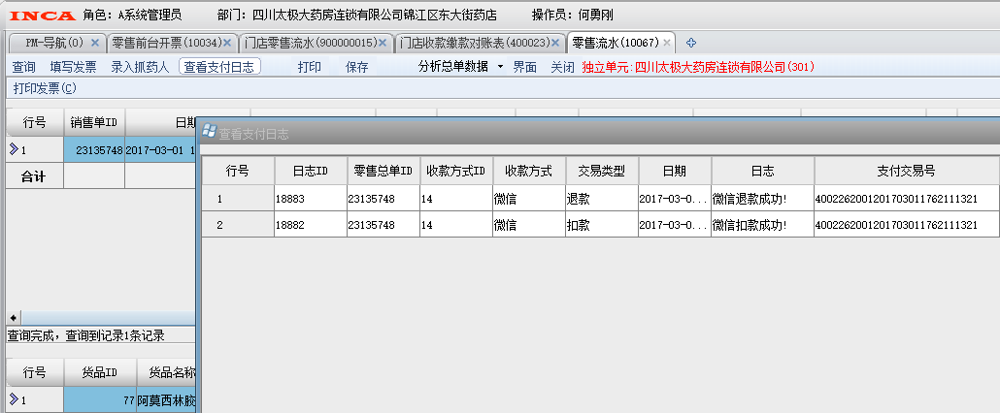 INCA 角色: A系统管理员 部门: 四川太极大药房连锁有限公司锦江区东大街药店 操作员: 何勇刚
PM-导航(0) 零售前台开票(10034) 门店零售流水(900000015) 门店收款缴款对账表(400023) 零售流水(10067)
查询 填写发票 录入抓药人 查看支付日志 打印 保存 分析总单数据 界面 关闭 独立单元:四川太极大药房连锁有限公司(301)
打印发票(C)
行号 销售单ID 日期
1 23135748 2017-03-01 1
合计
查看支付日志
行号 日志ID 零售总单ID 收款方式ID 收款方式 交易类型 日期 日志 支付交易号
1 18883 23135748 14 微信 退款 2017-03-0... 微信退款成功! 4002262001201703011762111321
2 18882 23135748 14 微信 扣款 2017-03-0... 微信扣款成功! 4002262001201703011762111321
查询完成, 查询到记录1条记录
行号 货品ID 货品名称
1 77 阿莫西林胶